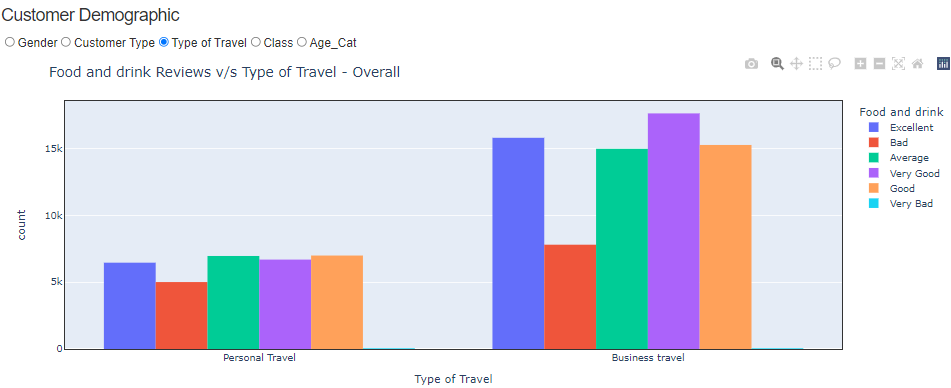 Customer Demographic
Gender Customer Type Type of Travel Class Age_Cat
Food and drink Reviews v/s Type of Travel - Overall
Food and drink
Excellent
Bad
Average
Very Good
Good
Very Bad
15k
10k
5k
0
count
Personal Travel Business travel
Type of Travel